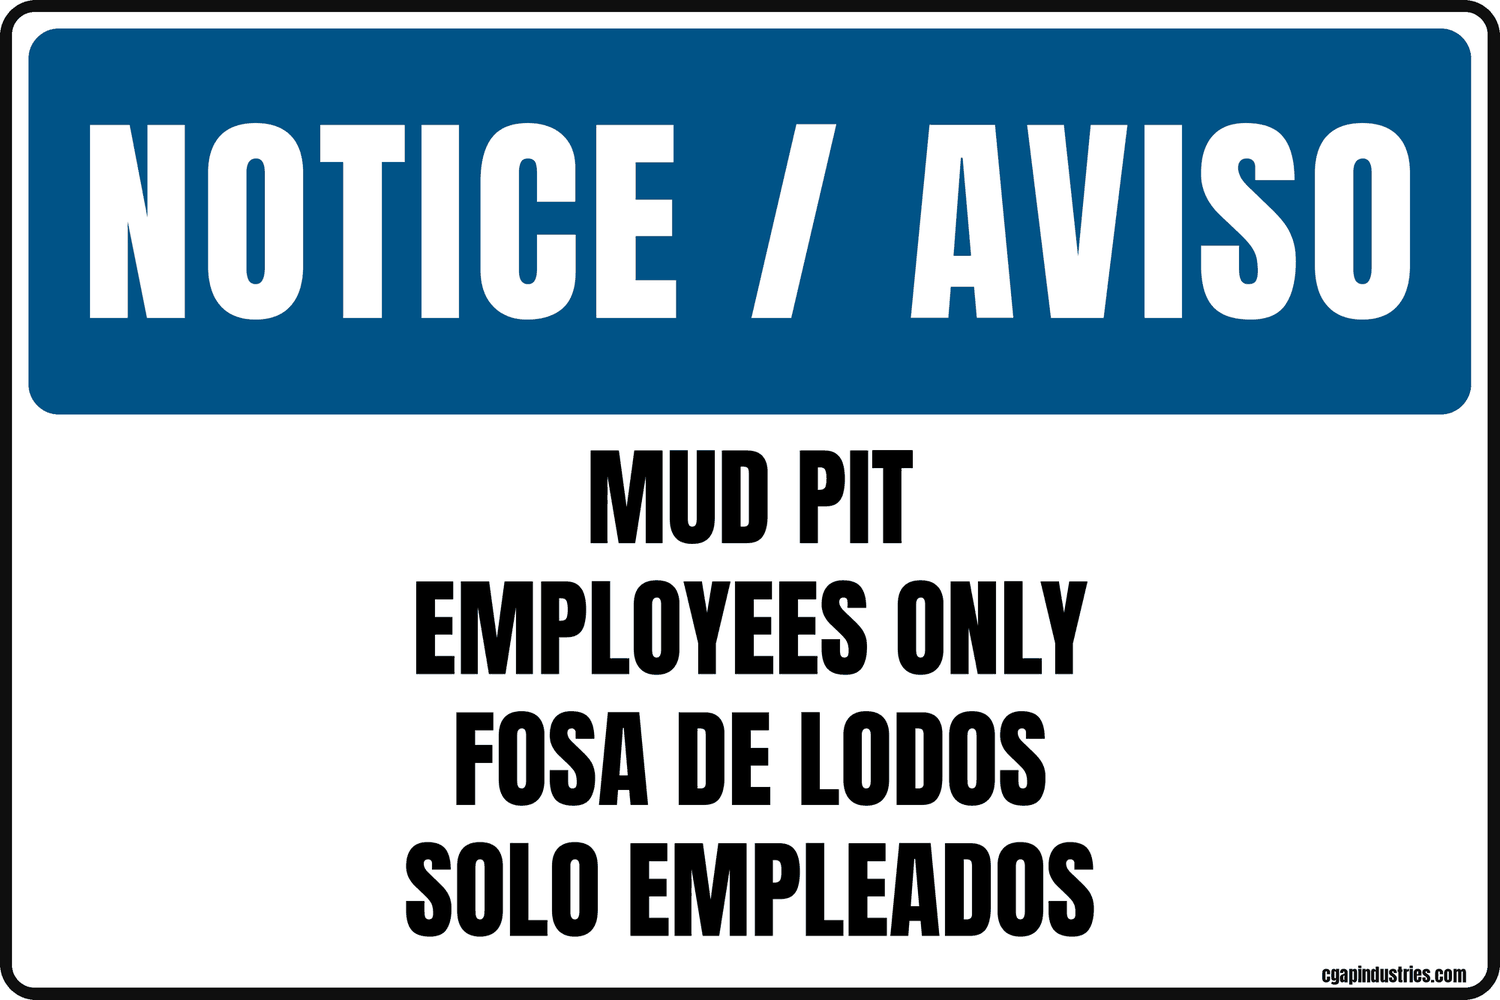 NOTICE / AVISO
MUD PIT
EMPLOYEES ONLY
FOSA DE LODOS
SOLO EMPLEADOS
cgapindustries.com